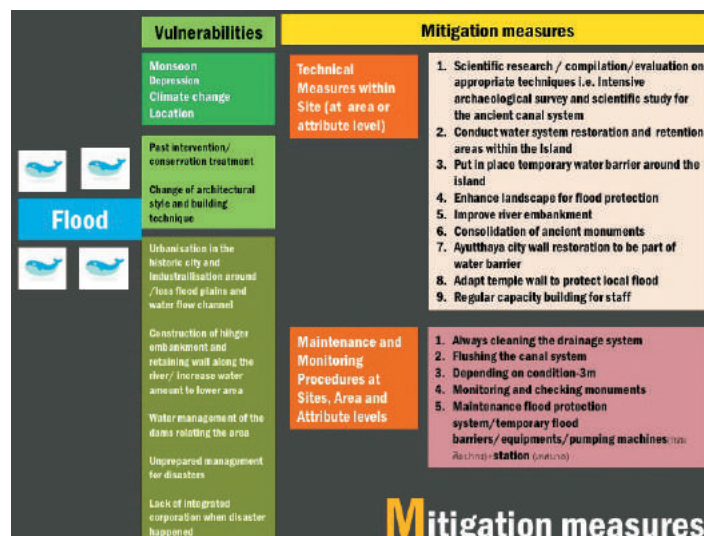 Vulnerabilities
Mitigation measures
Flood
Monsoon
Depression
Climate change
Location
Past intervention/
conservation treatment
Change of architectural
style and building
technique
Urbanisation in the
historic city and
Industrailisation around
/loss flood plains and
water flow channel
Construction of hihger
embankment and
retaining wall along the
river/ increase water
amount to lower area
Water management of the
dams relating the area
Unprepared management
for disasters
Lack of integrated
corporation when disaster
happened
Technical
Measures within
Site (at area or
attribute level)
1. Scientific research / compilation/evaluation on
appropriate techniques i.e. Intensive
archaeological survey and scientific study for
the ancient canal system
2. Conduct water system restoration and retention
areas within the Island
3. Put in place temporary water barrier around the
island
4. Enhance landscape for flood protection
5. Improve river embankment
6. Consolidation of ancient monuments
7. Ayutthaya city wall restoration to be part of
water barrier
8. Adapt temple wall to protect local flood
9. Regular capacity building for staff
Maintenance and
Monitoring
Procedures at
Sites, Area and
Attribute levels
1. Always cleaning the drainage system
2. Flushing the canal system
3. Depending on condition-3m
4. Monitoring and checking monuments
5. Maintenance flood protection
system/temporary flood
barriers/equipments/pumping machines
station
Mitigation measures